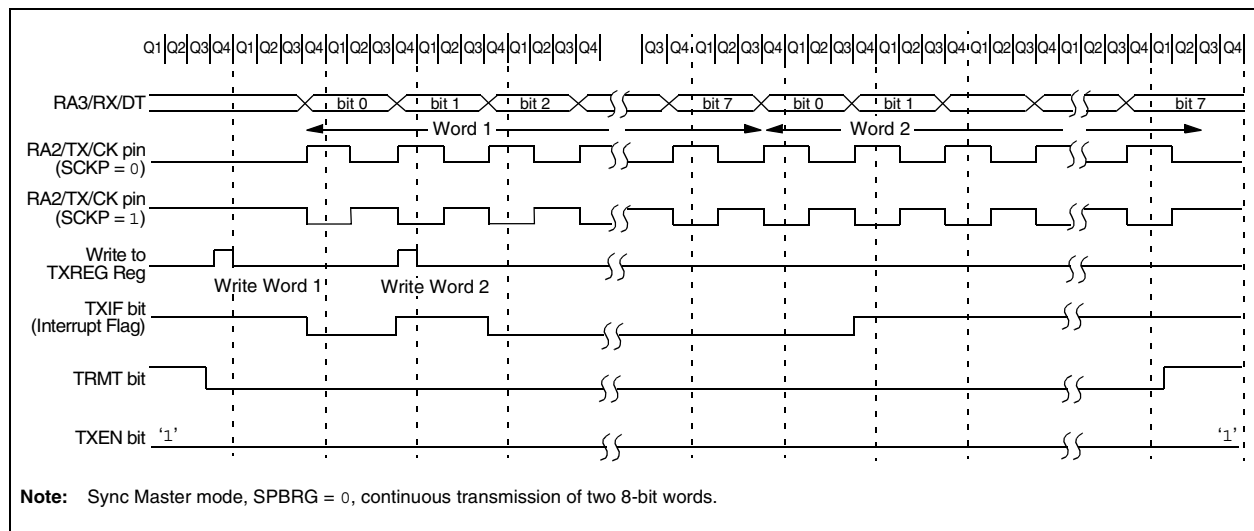 Q1 Q2 Q3 Q4 Q1 Q2 Q3 Q4 Q1 Q2 Q3 Q4 Q1 Q2 Q3 Q4 Q1 Q2 Q3 Q4 Q3 Q4 Q1 Q2 Q3 Q4 Q1 Q2 Q3 Q4 Q1 Q2 Q3 Q4 Q1 Q2 Q3 Q4 Q1 Q2 Q3 Q4 Q1 Q2 Q3 Q4
RA3/RX/DT bit 0 bit 1 bit 2 bit 7 bit 0 bit 1 bit 7
Word 1 Word 2
RA2/TX/CK pin
(SCKP = 0)
RA2/TX/CK pin
(SCKP = 1)
Write to
TXREG Reg
Write Word 1 Write Word 2
TXIF bit
(Interrupt Flag)
TRMT bit
TXEN bit '1' '1'
Note: Sync Master mode, SPBRG = 0, continuous transmission of two 8-bit words.